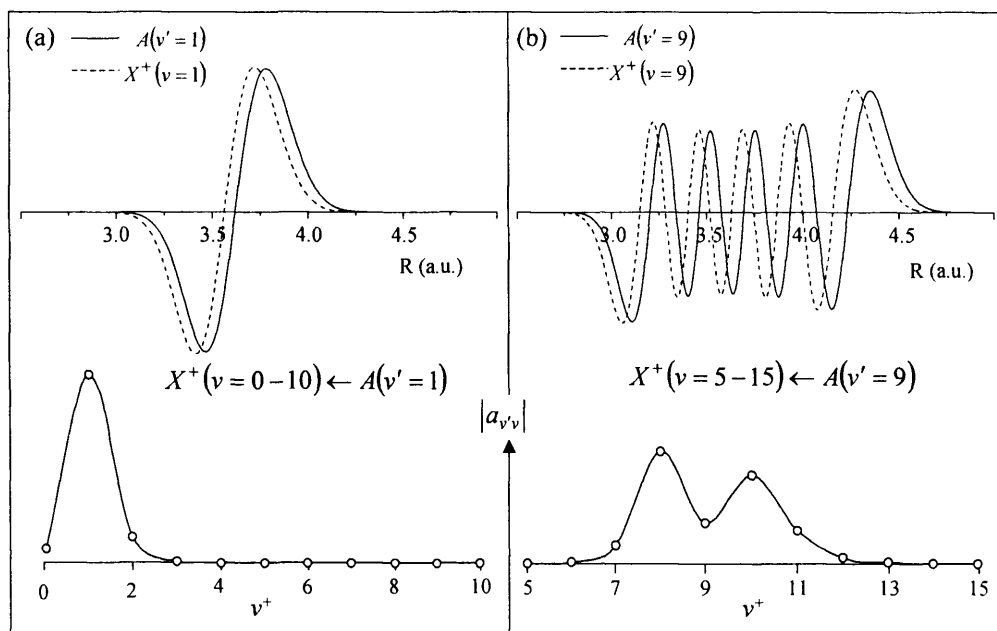 (a)
A(v' = 1)
X⁺(v = 1)
3.0 3.5 4.0 4.5
R (a.u.)
X⁺(v = 0 – 10) ← A(v' = 1)
0 2 4 6 8 10
v⁺
(b)
A(v' = 9)
X⁺(v = 9)
3.0 3.5 4.0 4.5
R (a.u.)
X⁺(v = 5 – 15) ← A(v' = 9)
|a_v'v|
5 7 9 11 13 15
v⁺